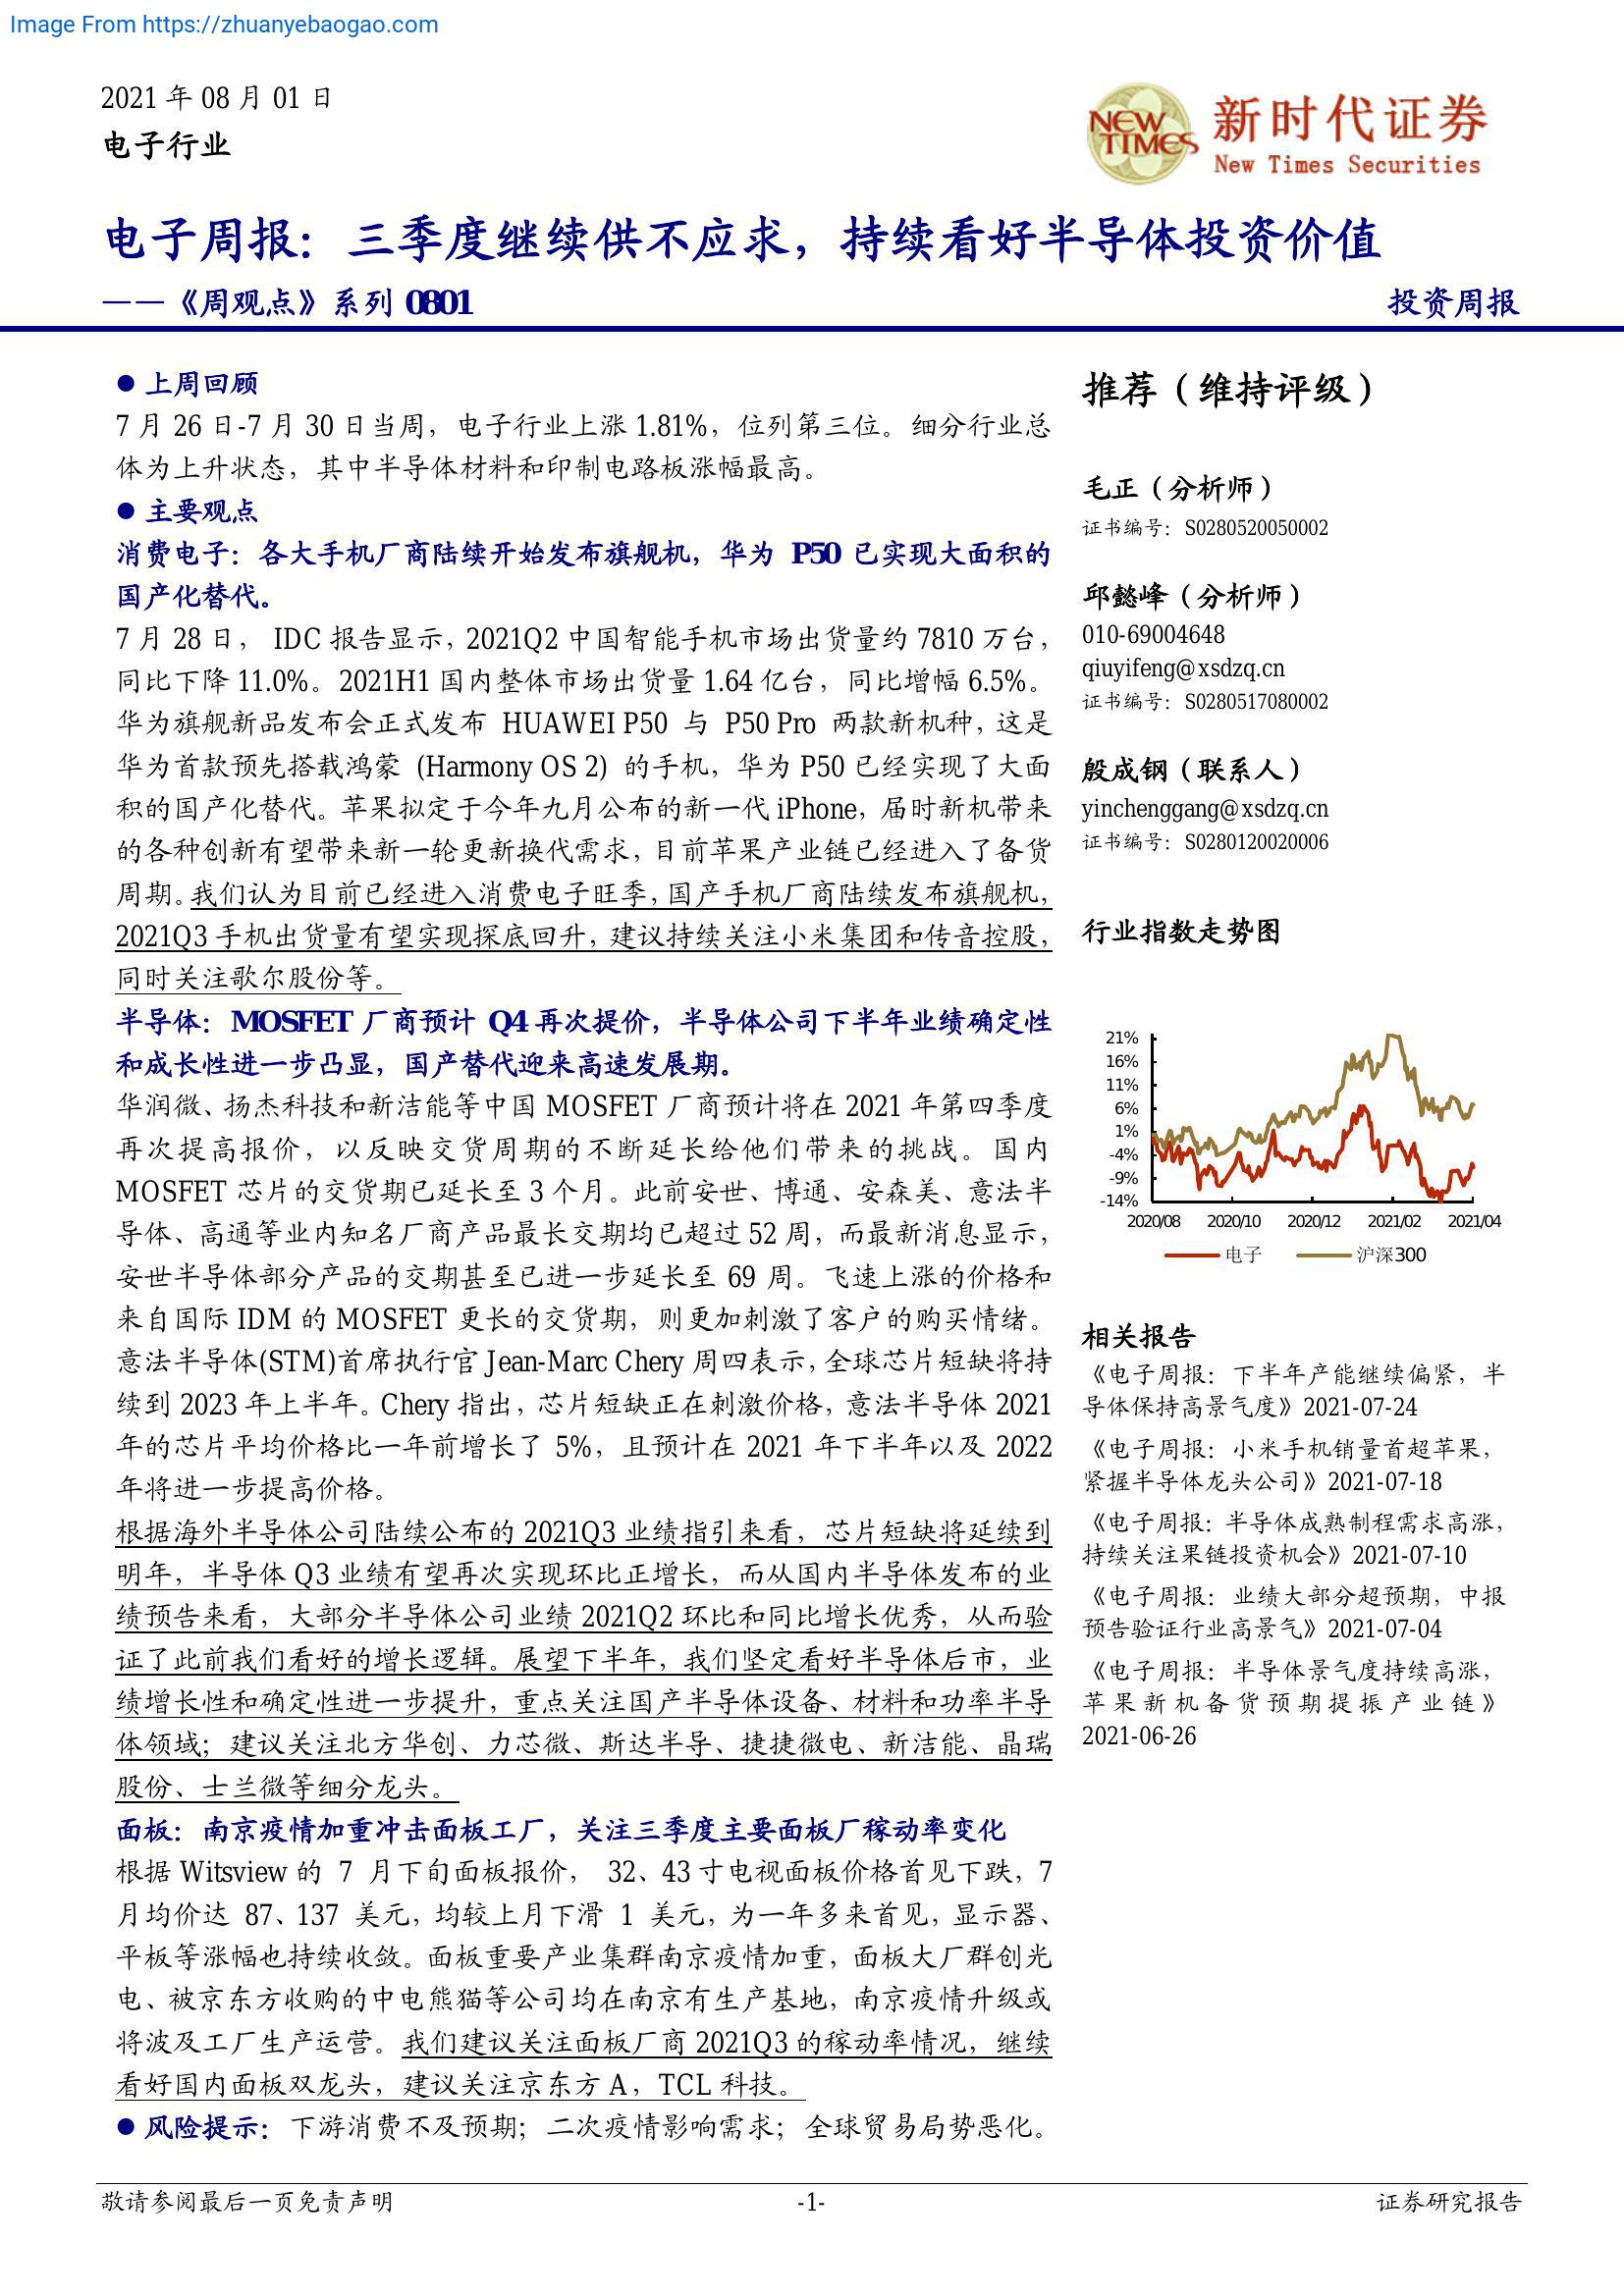 Image From https://zhuanyebaogao.com
2021 年 08 月 01 日
电子行业
NEW TIMES
新时代证券
New Times Securities
电子周报：三季度继续供不应求，持续看好半导体投资价值
——《周观点》系列 0801
投资周报
● 上周回顾
7 月 26 日-7 月 30 日当周，电子行业上涨 1.81%，位列第三位。细分行业总
体为上升状态，其中半导体材料和印制电路板涨幅最高。
● 主要观点
消费电子：各大手机厂商陆续开始发布旗舰机，华为 P50 已实现大面积的
国产化替代。
7 月 28 日， IDC 报告显示，2021Q2 中国智能手机市场出货量约 7810 万台，
同比下降 11.0%。2021H1 国内整体市场出货量 1.64 亿台，同比增幅 6.5%。
华为旗舰新品发布会正式发布 HUAWEI P50 与 P50 Pro 两款新机种，这是
华为首款预先搭载鸿蒙 (Harmony OS 2) 的手机，华为 P50 已经实现了大面
积的国产化替代。苹果拟定于今年九月公布的新一代 iPhone，届时新机带来
的各种创新有望带来新一轮更新换代需求，目前苹果产业链已经进入了备货
周期。我们认为目前已经进入消费电子旺季，国产手机厂商陆续发布旗舰机，
2021Q3 手机出货量有望实现探底回升，建议持续关注小米集团和传音控股，
同时关注歌尔股份等。
半导体：MOSFET 厂商预计 Q4 再次提价，半导体公司下半年业绩确定性
和成长性进一步凸显，国产替代迎来高速发展期。
华润微、扬杰科技和新洁能等中国 MOSFET 厂商预计将在 2021 年第四季度
再次提高报价，以反映交货周期的不断延长给他们带来的挑战。国内
MOSFET 芯片的交货期已延长至 3 个月。此前安世、博通、安森美、意法半
导体、高通等业内知名厂商产品最长交期均已超过 52 周，而最新消息显示，
安世半导体部分产品的交期甚至已进一步延长至 69 周。飞速上涨的价格和
来自国际 IDM 的 MOSFET 更长的交货期，则更加刺激了客户的购买情绪。
意法半导体(STM)首席执行官 Jean-Marc Chery 周四表示，全球芯片短缺将持
续到 2023 年上半年。Chery 指出，芯片短缺正在刺激价格，意法半导体 2021
年的芯片平均价格比一年前增长了 5%，且预计在 2021 年下半年以及 2022
年将进一步提高价格。
根据海外半导体公司陆续公布的 2021Q3 业绩指引来看，芯片短缺将延续到
明年，半导体 Q3 业绩有望再次实现环比正增长，而从国内半导体发布的业
绩预告来看，大部分半导体公司业绩 2021Q2 环比和同比增长优秀，从而验
证了此前我们看好的增长逻辑。展望下半年，我们坚定看好半导体后市，业
绩增长性和确定性进一步提升，重点关注国产半导体设备、材料和功率半导
体领域；建议关注北方华创、力芯微、斯达半导、捷捷微电、新洁能、晶瑞
股份、士兰微等细分龙头。
面板：南京疫情加重冲击面板工厂，关注三季度主要面板厂稼动率变化
根据 Witsview 的 7 月下旬面板报价， 32、43 寸电视面板价格首见下跌，7
月均价达 87、137 美元，均较上月下滑 1 美元，为一年多来首见，显示器、
平板等涨幅也持续收敛。面板重要产业集群南京疫情加重，面板大厂群创光
电、被京东方收购的中电熊猫等公司均在南京有生产基地，南京疫情升级或
将波及工厂生产运营。我们建议关注面板厂商 2021Q3 的稼动率情况，继续
看好国内面板双龙头，建议关注京东方 A，TCL 科技。
● 风险提示：下游消费不及预期；二次疫情影响需求；全球贸易局势恶化。
推荐（维持评级）
毛正（分析师）
证书编号：S0280520050002
邱懿峰（分析师）
010-69004648
qiuyifeng@xsdzq.cn
证书编号：S0280517080002
殷成钢（联系人）
yinchenggang@xsdzq.cn
证书编号：S0280120020006
行业指数走势图
21%
16%
11%
6%
1%
-4%
-9%
-14%
2020/08 2020/10 2020/12 2021/02 2021/04
电子 沪深300
相关报告
《电子周报：下半年产能继续偏紧，半
导体保持高景气度》2021-07-24
《电子周报：小米手机销量首超苹果，
紧握半导体龙头公司》2021-07-18
《电子周报：半导体成熟制程需求高涨，
持续关注果链投资机会》2021-07-10
《电子周报：业绩大部分超预期，中报
预告验证行业高景气》2021-07-04
《电子周报：半导体景气度持续高涨，
苹果新机备货预期提振产业链》
2021-06-26
敬请参阅最后一页免责声明
-1-
证券研究报告